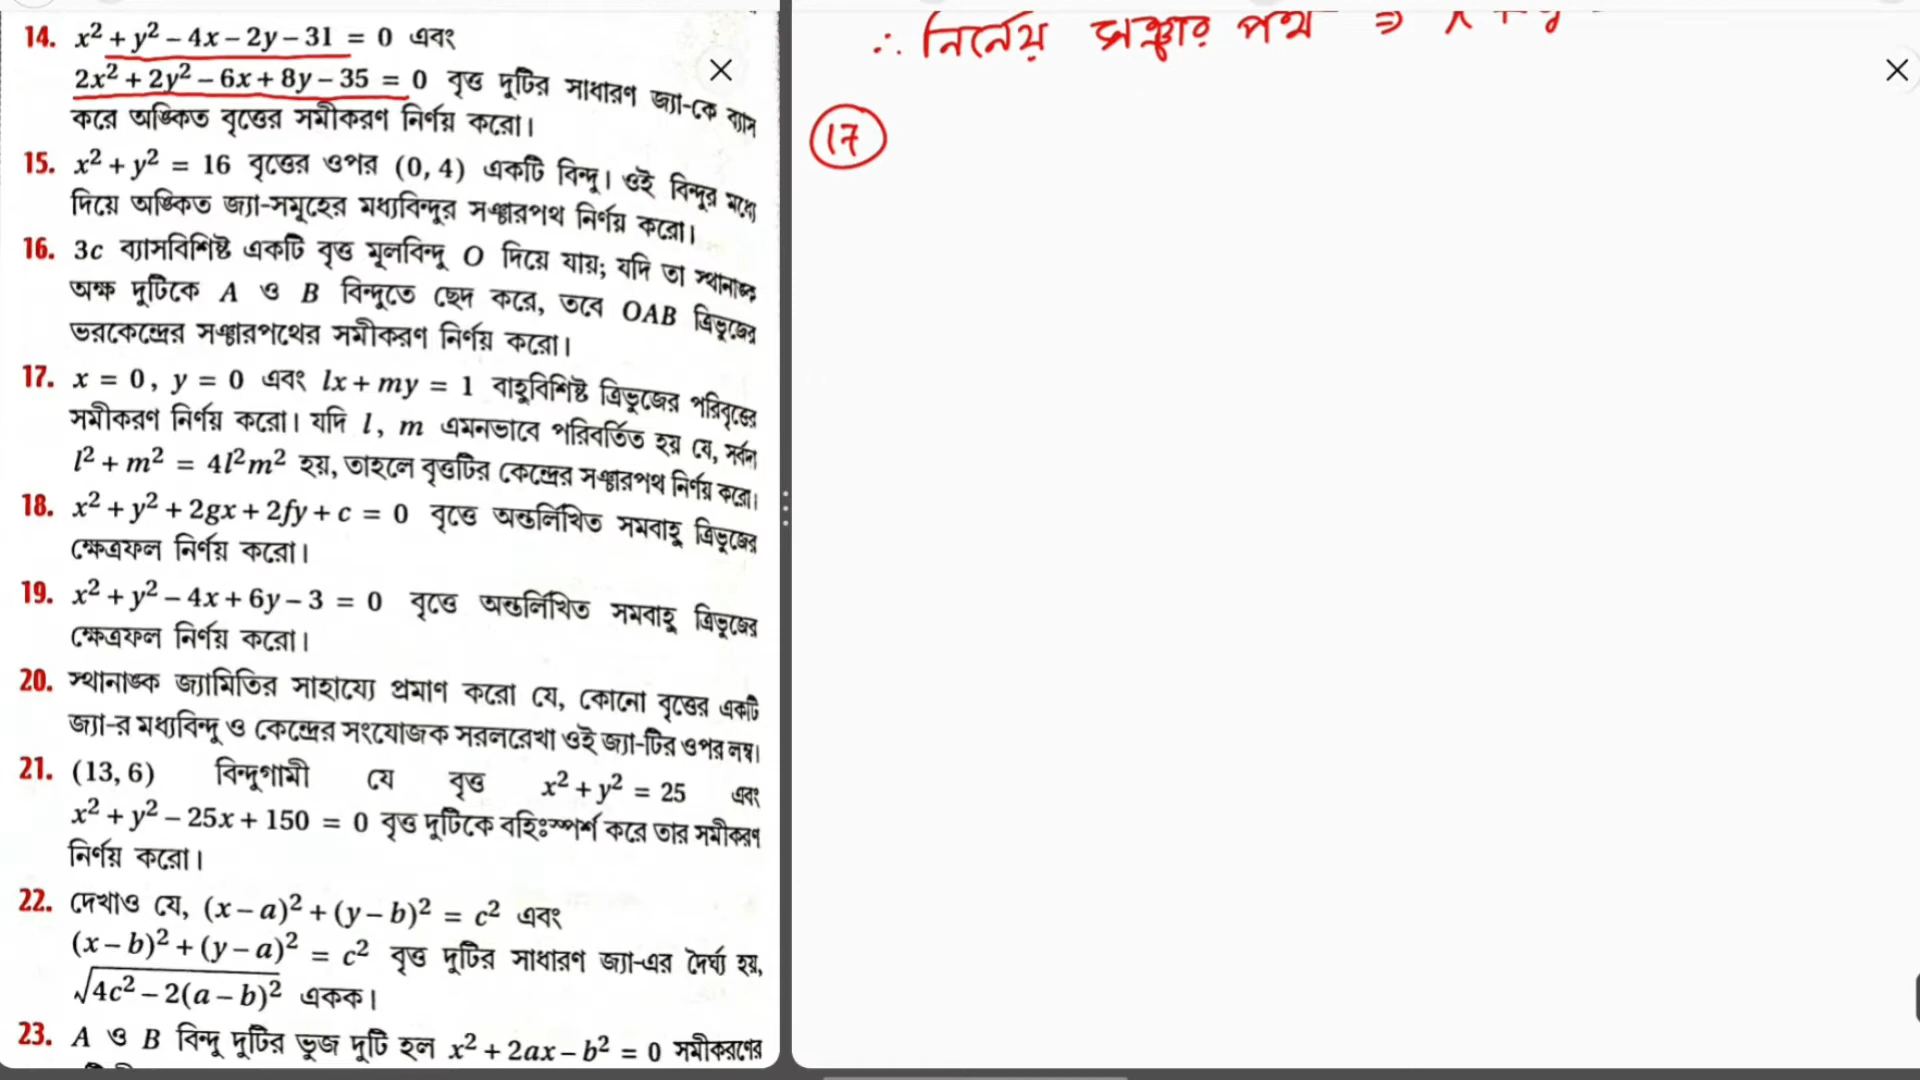 14. x² + y² – 4x – 2y – 31 = 0 এবং
2x² + 2y² – 6x + 8y – 35 = 0 বৃত্ত দুটির সাধারণ জ্যা-কে ব্যাস
করে অঙ্কিত বৃত্তের সমীকরণ নির্ণয় করো।
15. x² + y² = 16 বৃত্তের ওপর (0, 4) একটি বিন্দু। ওই বিন্দুর মধ্যে
দিয়ে অঙ্কিত জ্যা-সমূহের মধ্যবিন্দুর সঞ্চারপথ নির্ণয় করো।
16. 3c ব্যাসবিশিষ্ট একটি বৃত্ত মূলবিন্দু O দিয়ে যায়; যদি তা স্থানাঙ্ক
অক্ষ দুটিকে A ও B বিন্দুতে ছেদ করে, তবে OAB ত্রিভুজের
ভরকেন্দ্রের সঞ্চারপথের সমীকরণ নির্ণয় করো।
17. x = 0, y = 0 এবং lx + my = 1 বাহুবিশিষ্ট ত্রিভুজের পরিবৃত্তের
সমীকরণ নির্ণয় করো। যদি l, m এমনভাবে পরিবর্তিত হয় যে, সর্বদা
l² + m² = 4l²m² হয়, তাহলে বৃত্তটির কেন্দ্রের সঞ্চারপথ নির্ণয় করো।
18. x² + y² + 2gx + 2fy + c = 0 বৃত্তে অন্তর্লিখিত সমবাহু ত্রিভুজের
ক্ষেত্রফল নির্ণয় করো।
19. x² + y² – 4x + 6y – 3 = 0 বৃত্তে অন্তর্লিখিত সমবাহু ত্রিভুজের
ক্ষেত্রফল নির্ণয় করো।
20. স্থানাঙ্ক জ্যামিতির সাহায্যে প্রমাণ করো যে, কোনো বৃত্তের একটি
জ্যা-র মধ্যবিন্দু ও কেন্দ্রের সংযোজক সরলরেখা ওই জ্যা-টির ওপর লম্ব।
21. (13, 6) বিন্দুগামী যে বৃত্ত x² + y² = 25 এবং
x² + y² – 25x + 150 = 0 বৃত্ত দুটিকে বহিঃস্পর্শ করে তার সমীকরণ
নির্ণয় করো।
22. দেখাও যে, (x – a)² + (y – b)² = c² এবং
(x – b)² + (y – a)² = c² বৃত্ত দুটির সাধারণ জ্যা-এর দৈর্ঘ্য হয়,
√4c² – 2(a – b)² একক।
23. A ও B বিন্দু দুটির ভুজ দুটি হল x² + 2ax – b² = 0 সমীকরণের
∴ নির্নেয় সঞ্চার পথ ⇒
17